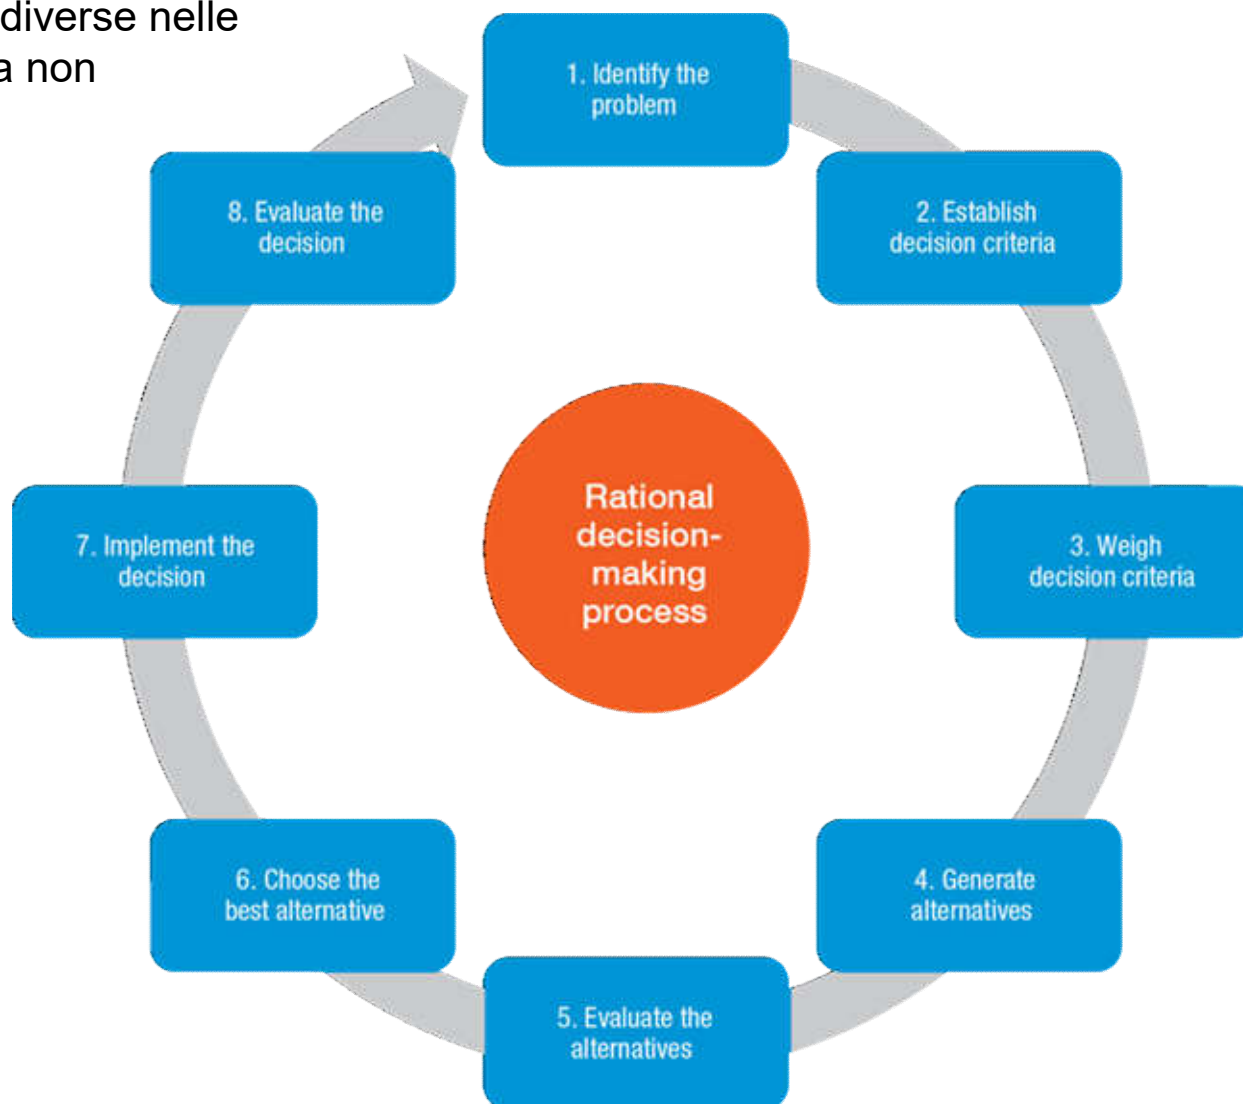 diverse nelle
a non
1. Identify the
problem
2. Establish
decision criteria
3. Weigh
decision criteria
4. Generate
alternatives
5. Evaluate the
alternatives
6. Choose the
best alternative
7. Implement the
decision
8. Evaluate the
decision
Rational
decision-
making
process